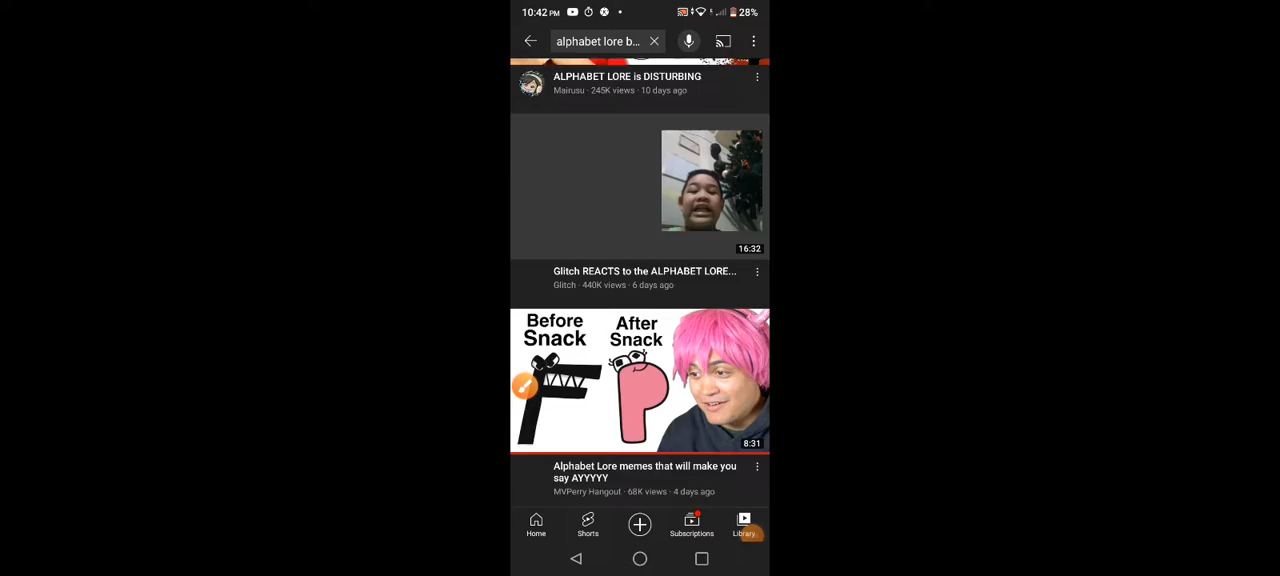 10:42 PM 28%
alphabet lore b...
ALPHABET LORE is DISTURBING
Mairusu · 245K views · 10 days ago
16:32
Glitch REACTS to the ALPHABET LORE...
Glitch · 440K views · 6 days ago
Before Snack
After Snack
8:31
Alphabet Lore memes that will make you
say AYYYYY
MVPerry Hangout · 68K views · 4 days ago
Home Shorts Subscriptions Library